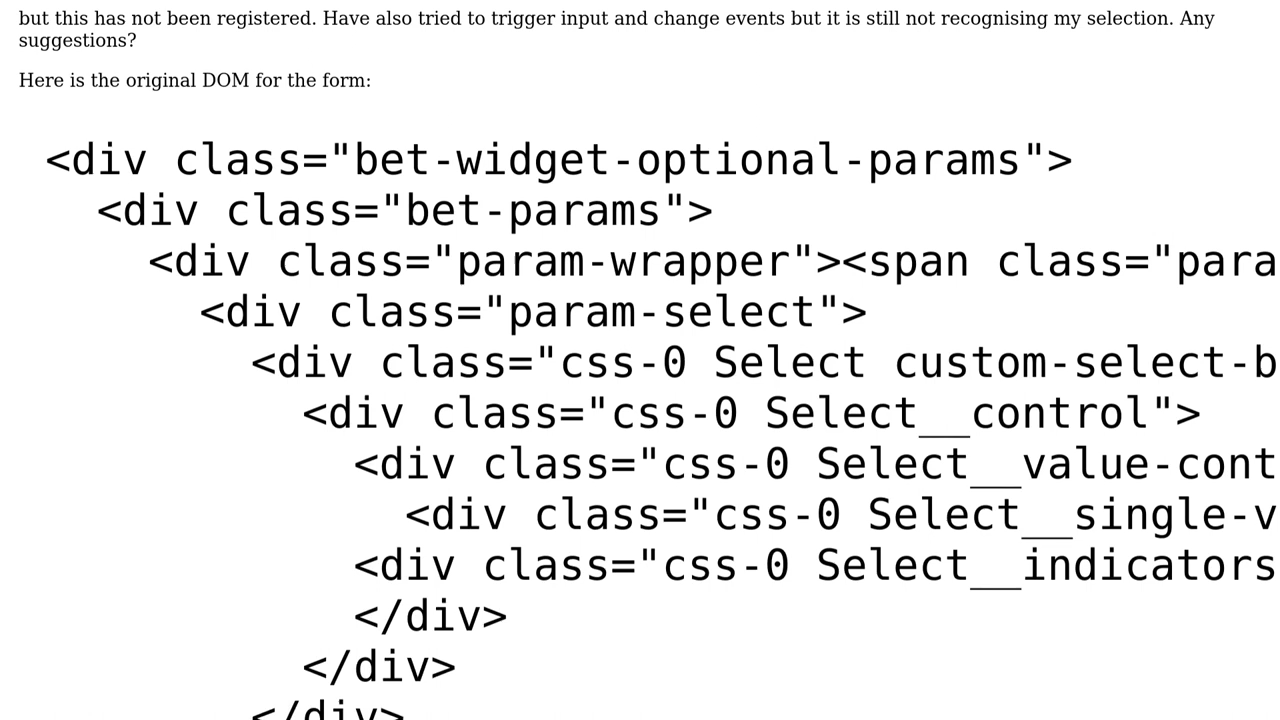 but this has not been registered. Have also tried to trigger input and change events but it is still not recognising my selection. Any
suggestions?
Here is the original DOM for the form:
<div class="bet-widget-optional-params">
<div class="bet-params">
<div class="param-wrapper"><span class="para
<div class="param-select">
<div class="css-0 Select custom-select-b
<div class="css-0 Select__control">
<div class="css-0 Select__value-cont
<div class="css-0 Select__single-v
<div class="css-0 Select__indicators
</div>
</div>
</div>